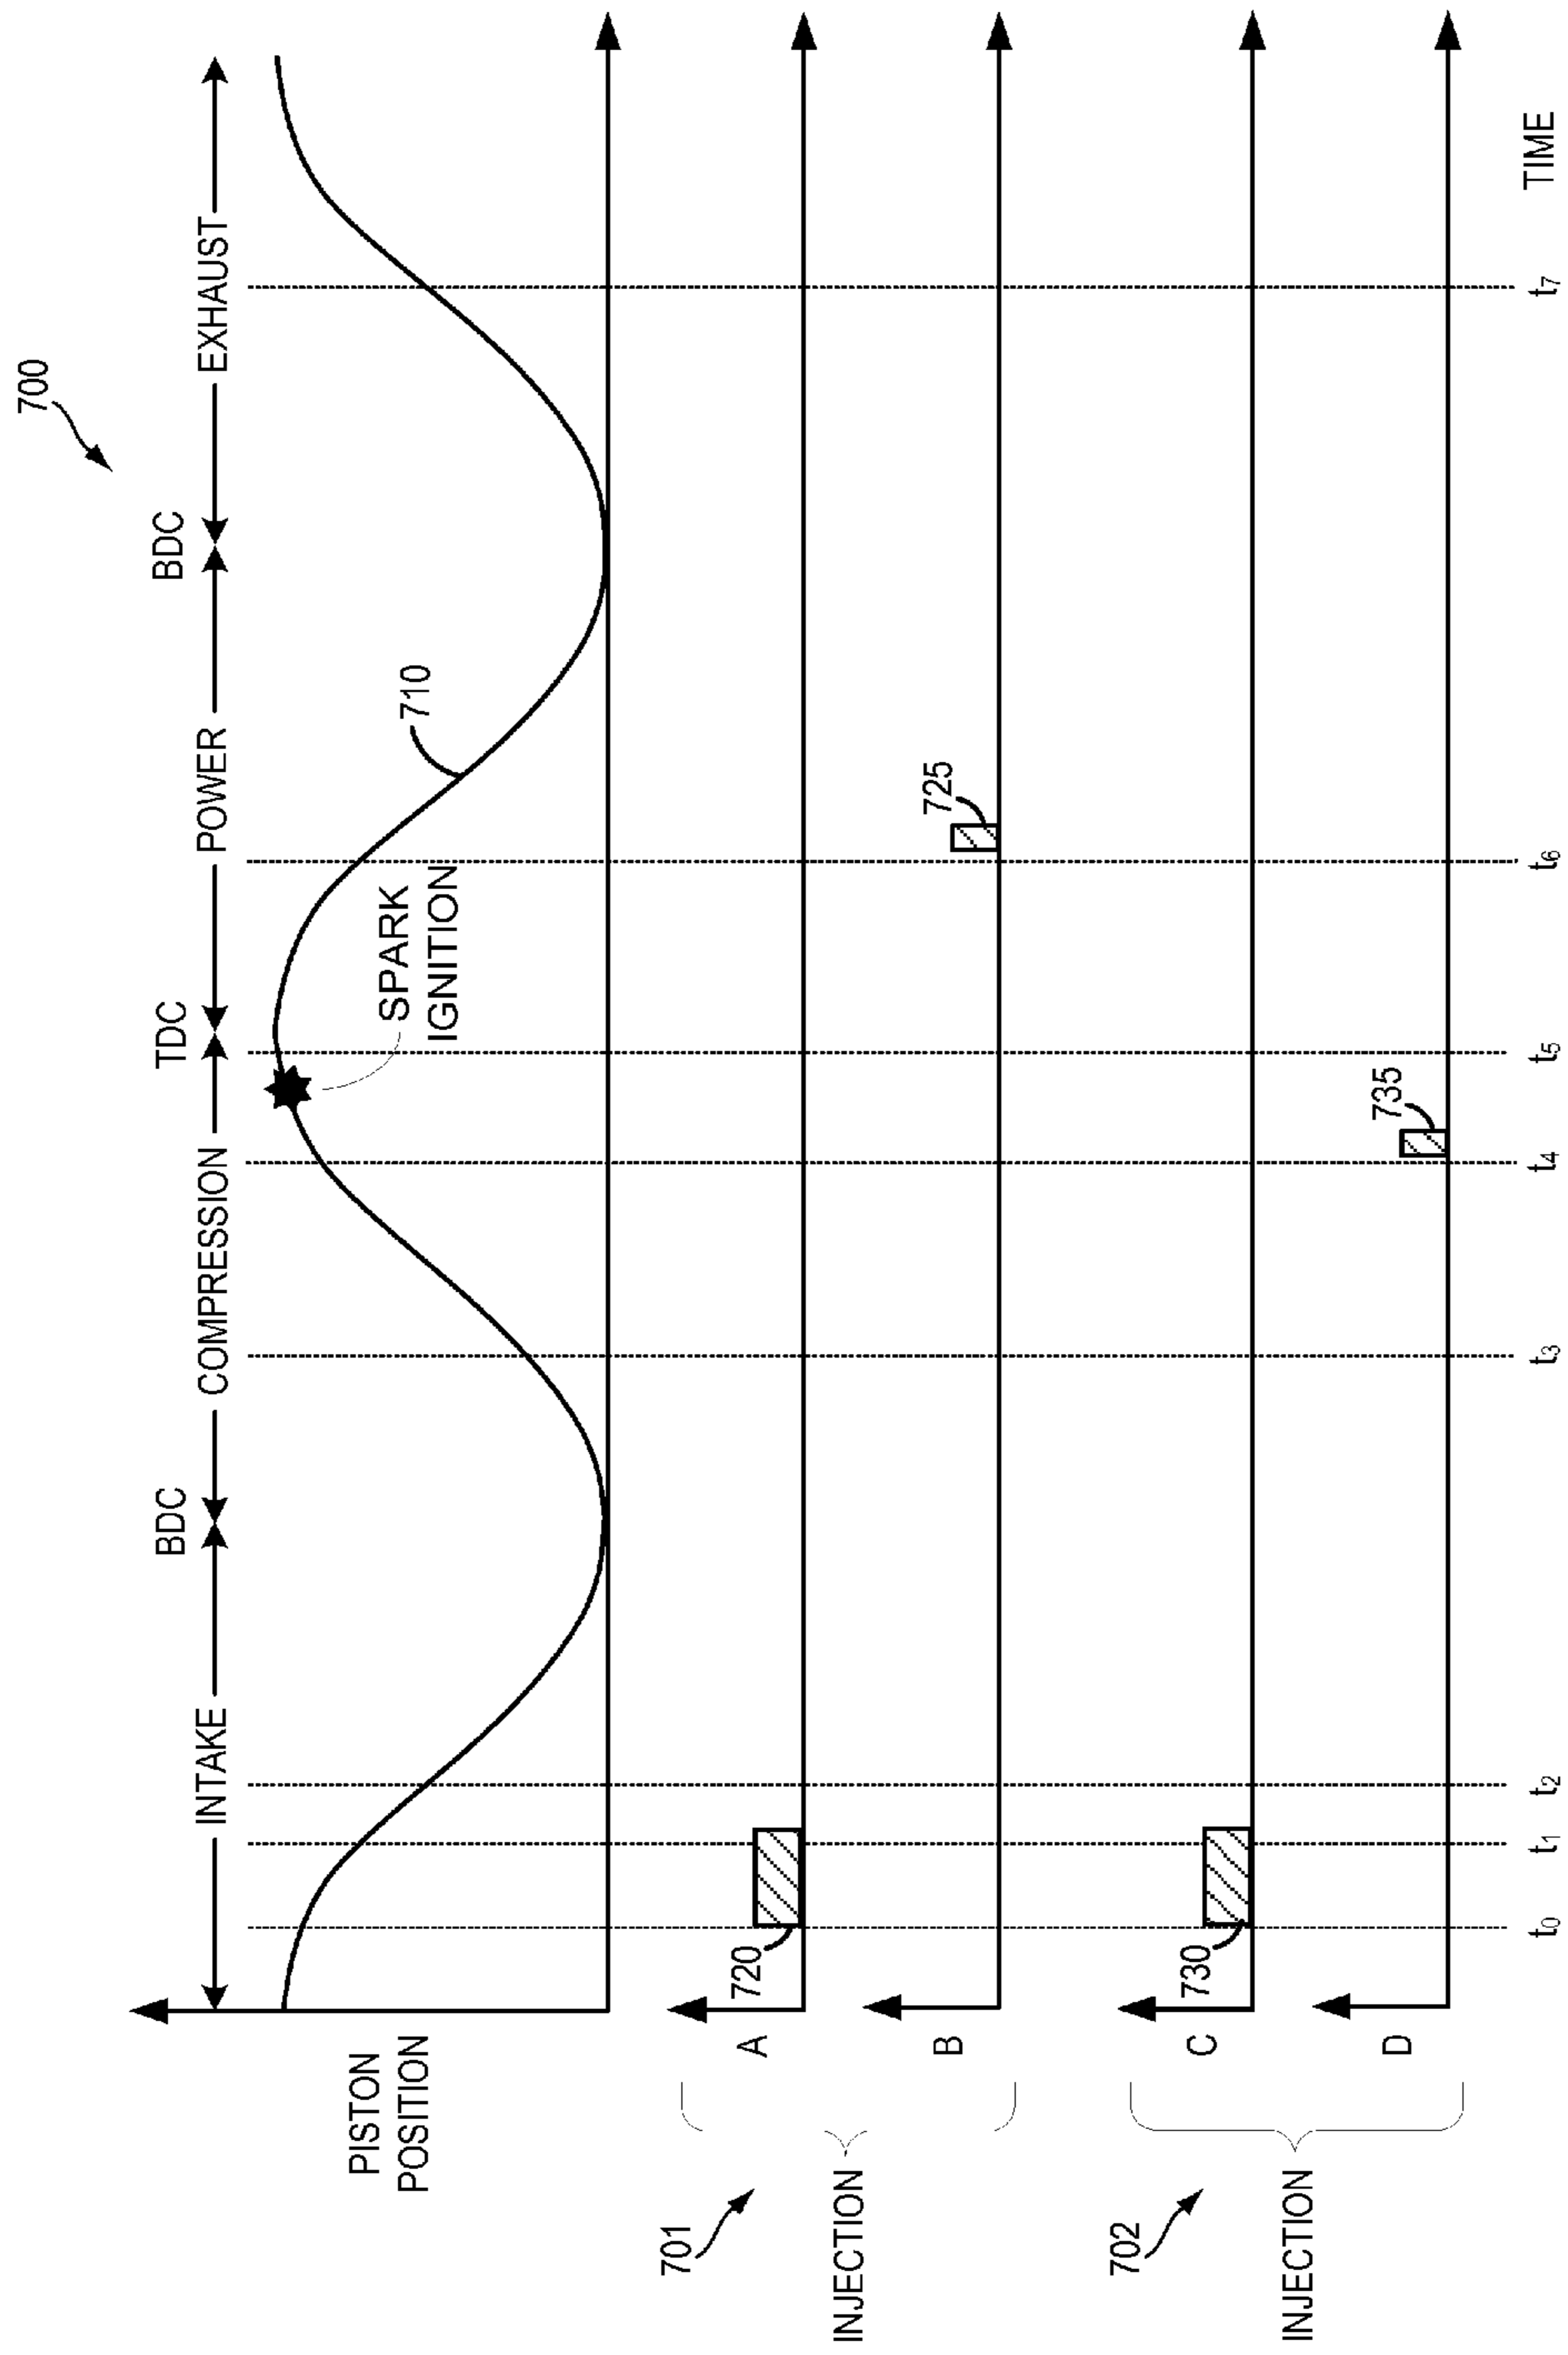 700
BDC
TDC
BDC
INTAKE
COMPRESSION
POWER
EXHAUST
PISTON
POSITION
710
SPARK
IGNITION
701
INJECTION
A
720
B
725
702
INJECTION
C
730
D
735
t0
t1
t2
t3
t4
t5
t6
t7
TIME